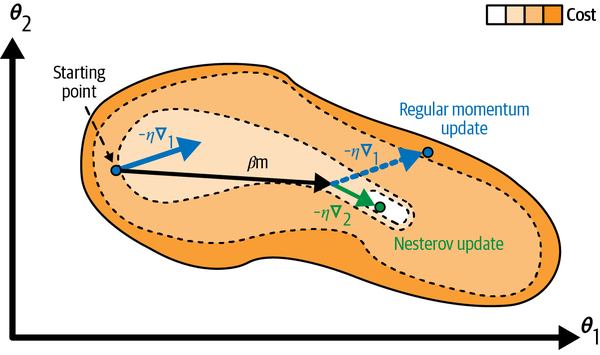 θ2
Cost
Starting
point
Regular momentum
update
-η∇1
-η∇1
βm
-η∇2
Nesterov update
θ1